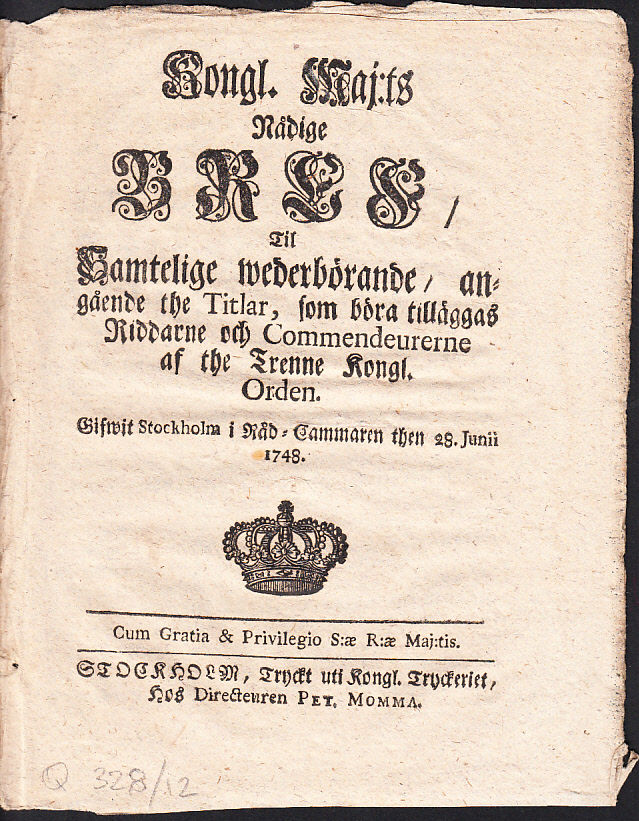 Kongl. Maj:ts
Nådige
BREF/
Til
Samtelige wederbörande/ an-
gående the Titlar, som böra tilläggas
Riddarne och Commendeurerne
af the Trenne Kongl.
Orden.
Gifwit Stockholm i Råd-Cammaren then 28. Junii
1748.
Cum Gratia & Privilegio S:æ R:æ Maj:tis.
STOCKHOLM, Tryckt uti Kongl. Tryckeriet,
Hos Directeuren PET. MOMMA.
Q 328/12